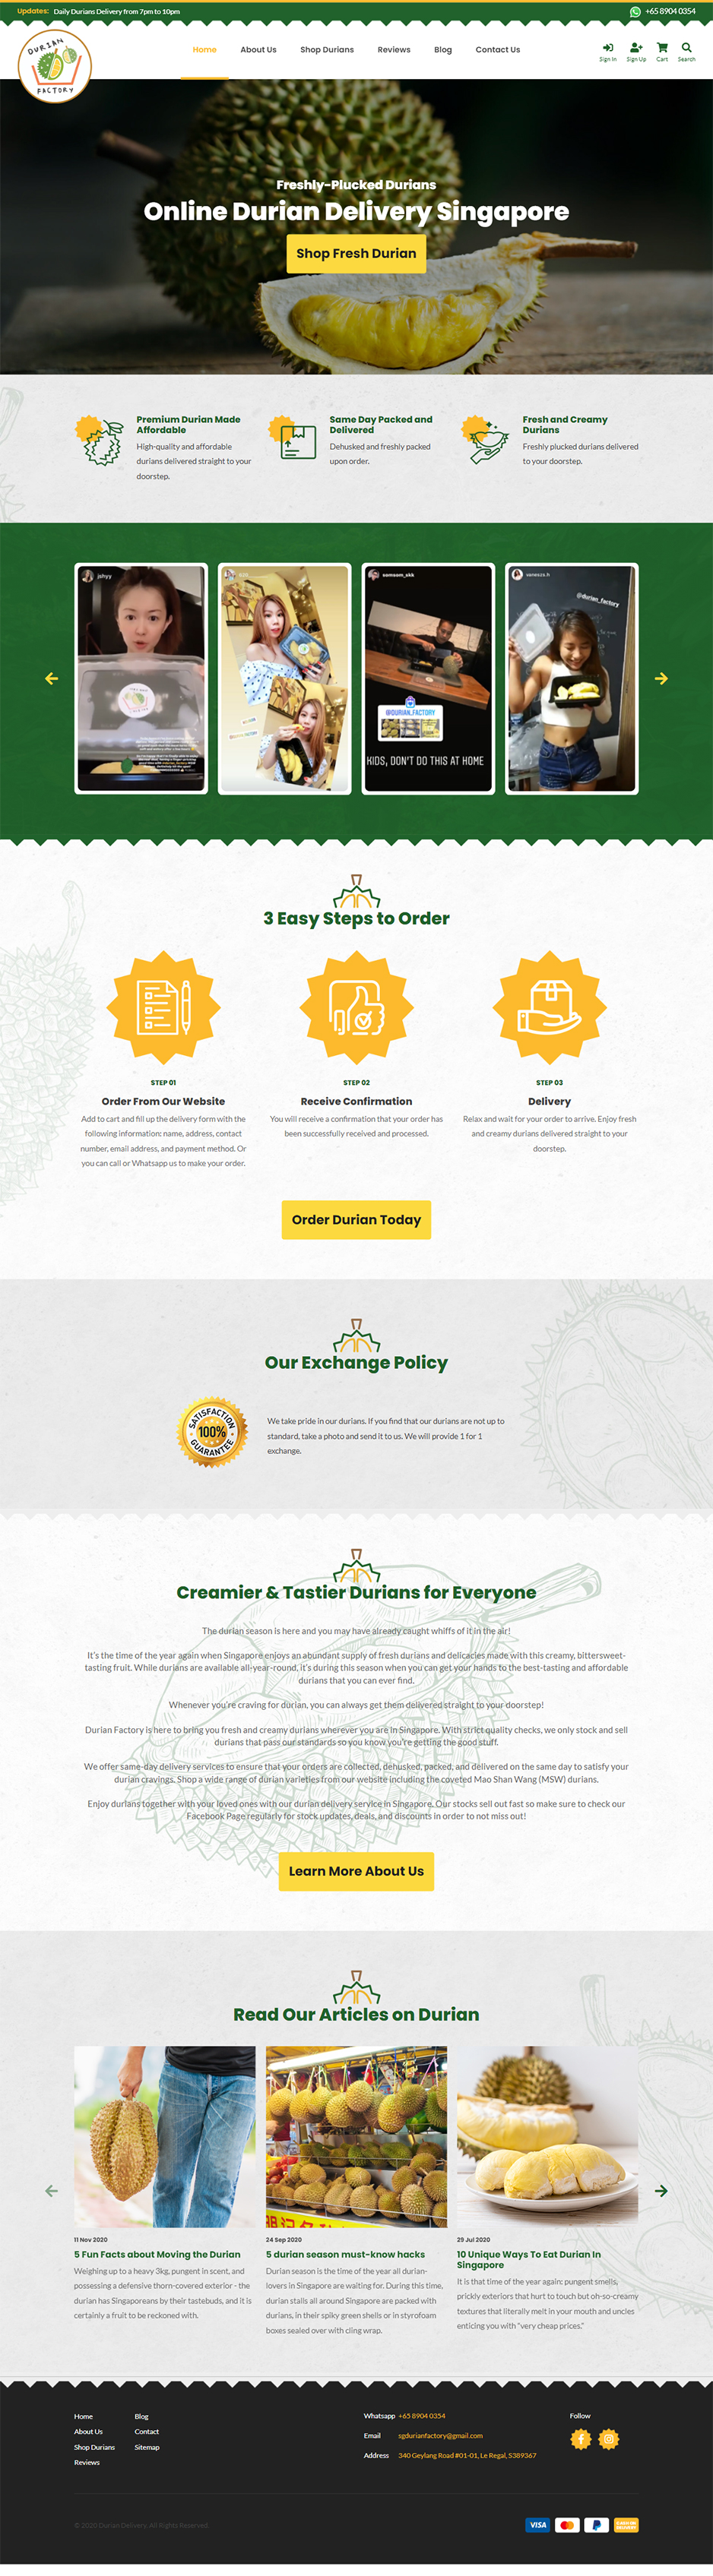 Updates: Daily Durians Delivery from 7pm to 10pm
+65 8904 0354
DURIAN
FACTORY
Home
About Us
Shop Durians
Reviews
Blog
Contact Us
Sign In
Sign Up
Cart
Search
Freshly-Plucked Durians
Online Durian Delivery Singapore
Shop Fresh Durian
Premium Durian Made
Affordable
High-quality and affordable
durians delivered straight to your
doorstep.
Same Day Packed and
Delivered
Dehusked and freshly packed
upon order.
Fresh and Creamy
Durians
Freshly plucked durians delivered
to your doorstep.
jshyy
somsom_skk
@DURIAN_FACTORY
KIDS, DON'T DO THIS AT HOME
veneszs.h
@durian_factory
3 Easy Steps to Order
STEP 01
Order From Our Website
Add to cart and fill up the delivery form with the
following information: name, address, contact
number, email address, and payment method. Or
you can call or Whatsapp us to make your order.
STEP 02
Receive Confirmation
You will receive a confirmation that your order has
been successfully received and processed.
STEP 03
Delivery
Relax and wait for your order to arrive. Enjoy fresh
and creamy durians delivered straight to your
doorstep.
Order Durian Today
Our Exchange Policy
SATISFACTION
100%
GUARANTEE
We take pride in our durians. If you find that our durians are not up to
standard, take a photo and send it to us. We will provide 1 for 1
exchange.
Creamier & Tastier Durians for Everyone
The durian season is here and you may have already caught whiffs of it in the air!
It's the time of the year again when Singapore enjoys an abundant supply of fresh durians and delicacies made with this creamy, bittersweet-
tasting fruit. While durians are available all-year-round, it's during this season when you can get your hands to the best-tasting and affordable
durians that you can ever find.
Whenever you're craving for durian, you can always get them delivered straight to your doorstep!
Durian Factory is here to bring you fresh and creamy durians wherever you are in Singapore. With strict quality checks, we only stock and sell
durians that pass our standards so you know you're getting the good stuff.
We offer same-day delivery services to ensure that your orders are collected, dehusked, packed, and delivered on the same day to satisfy your
durian cravings. Shop a wide range of durian varieties from our website including the coveted Mao Shan Wang (MSW) durians.
Enjoy durians together with your loved ones with our durian delivery service in Singapore. Our stocks sell out fast so make sure to check our
Facebook Page regularly for stock updates, deals, and discounts in order to not miss out!
Learn More About Us
Read Our Articles on Durian
11 Nov 2020
5 Fun Facts about Moving the Durian
Weighing up to a heavy 3kg, pungent in scent, and
possessing a defensive thorn-covered exterior - the
durian has Singaporeans by their tastebuds, and it is
certainly a fruit to be reckoned with.
24 Sep 2020
5 durian season must-know hacks
Durian season is the time of the year all durian-
lovers in Singapore are waiting for. During this time,
durian stalls all around Singapore are packed with
durians, in their spiky green shells or in styrofoam
boxes sealed over with cling wrap.
29 Jul 2020
10 Unique Ways To Eat Durian In
Singapore
It is that time of the year again: pungent smells,
prickly exteriors that hurt to touch but oh-so-creamy
textures that literally melt in your mouth and uncles
enticing you with "very cheap prices."
Home
About Us
Shop Durians
Reviews
Blog
Contact
Sitemap
Whatsapp +65 8904 0354
Email sgdurianfactory@gmail.com
Address 340 Geylang Road #01-01, Le Regal, S389367
Follow
© 2020 Durian Delivery. All Rights Reserved.
VISA
MasterCard
PayPal
CASH ON
DELIVERY